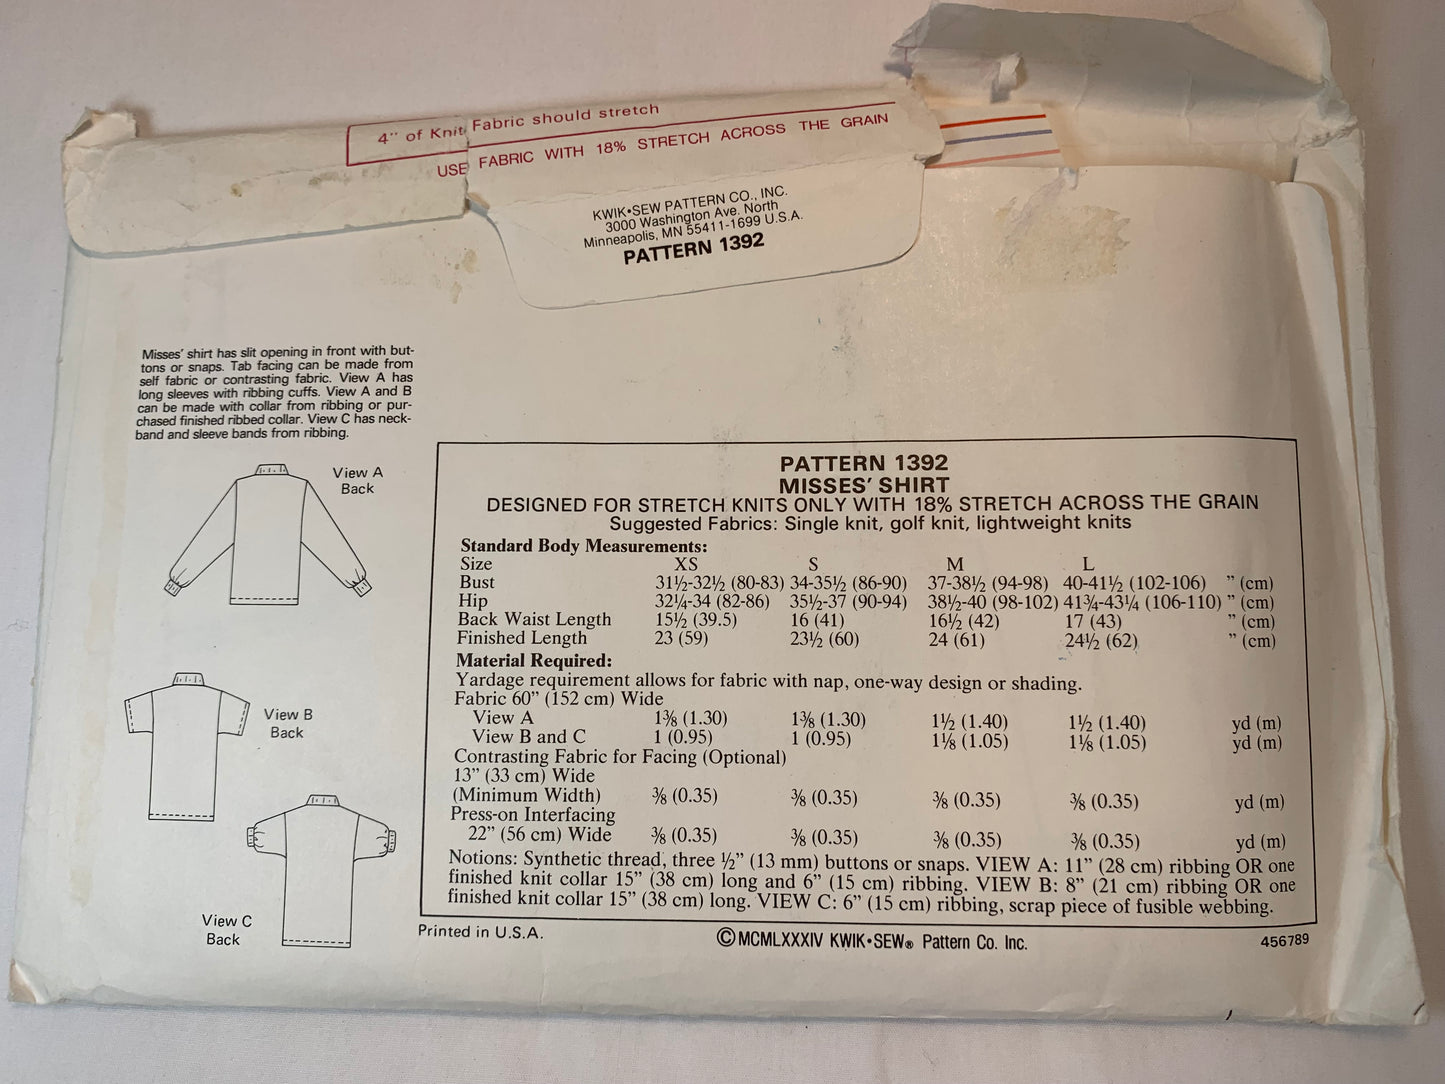 4" of Knit Fabric should stretch
USE FABRIC WITH 18% STRETCH ACROSS THE GRAIN
KWIK•SEW PATTERN CO., INC.
3000 Washington Ave. North
Minneapolis, MN 55411-1699 U.S.A.
PATTERN 1392
Misses' shirt has slit opening in front with but-
tons or snaps. Tab facing can be made from
self fabric or contrasting fabric. View A has
long sleeves with ribbing cuffs. View A and B
can be made with collar from ribbing or pur-
chased finished ribbed collar. View C has neck-
band and sleeve bands from ribbing.
View A
Back
View B
Back
View C
Back
PATTERN 1392
MISSES' SHIRT
DESIGNED FOR STRETCH KNITS ONLY WITH 18% STRETCH ACROSS THE GRAIN
Suggested Fabrics: Single knit, golf knit, lightweight knits
Standard Body Measurements:
Size XS S M L
Bust 31½-32½ (80-83) 34-35½ (86-90) 37-38½ (94-98) 40-41½ (102-106) " (cm)
Hip 32¼-34 (82-86) 35½-37 (90-94) 38½-40 (98-102) 41¾-43¼ (106-110) " (cm)
Back Waist Length 15½ (39.5) 16 (41) 16½ (42) 17 (43) " (cm)
Finished Length 23 (59) 23½ (60) 24 (61) 24½ (62) " (cm)
Material Required:
Yardage requirement allows for fabric with nap, one-way design or shading.
Fabric 60" (152 cm) Wide
View A 1⅜ (1.30) 1⅜ (1.30) 1½ (1.40) 1½ (1.40) yd (m)
View B and C 1 (0.95) 1 (0.95) 1⅛ (1.05) 1⅛ (1.05) yd (m)
Contrasting Fabric for Facing (Optional)
13" (33 cm) Wide
(Minimum Width) ⅜ (0.35) ⅜ (0.35) ⅜ (0.35) ⅜ (0.35) yd (m)
Press-on Interfacing
22" (56 cm) Wide ⅜ (0.35) ⅜ (0.35) ⅜ (0.35) ⅜ (0.35) yd (m)
Notions: Synthetic thread, three ½" (13 mm) buttons or snaps. VIEW A: 11" (28 cm) ribbing OR one
finished knit collar 15" (38 cm) long and 6" (15 cm) ribbing. VIEW B: 8" (21 cm) ribbing OR one
finished knit collar 15" (38 cm) long. VIEW C: 6" (15 cm) ribbing, scrap piece of fusible webbing.
Printed in U.S.A.
©MCMLXXXIV KWIK•SEW® Pattern Co. Inc.
456789